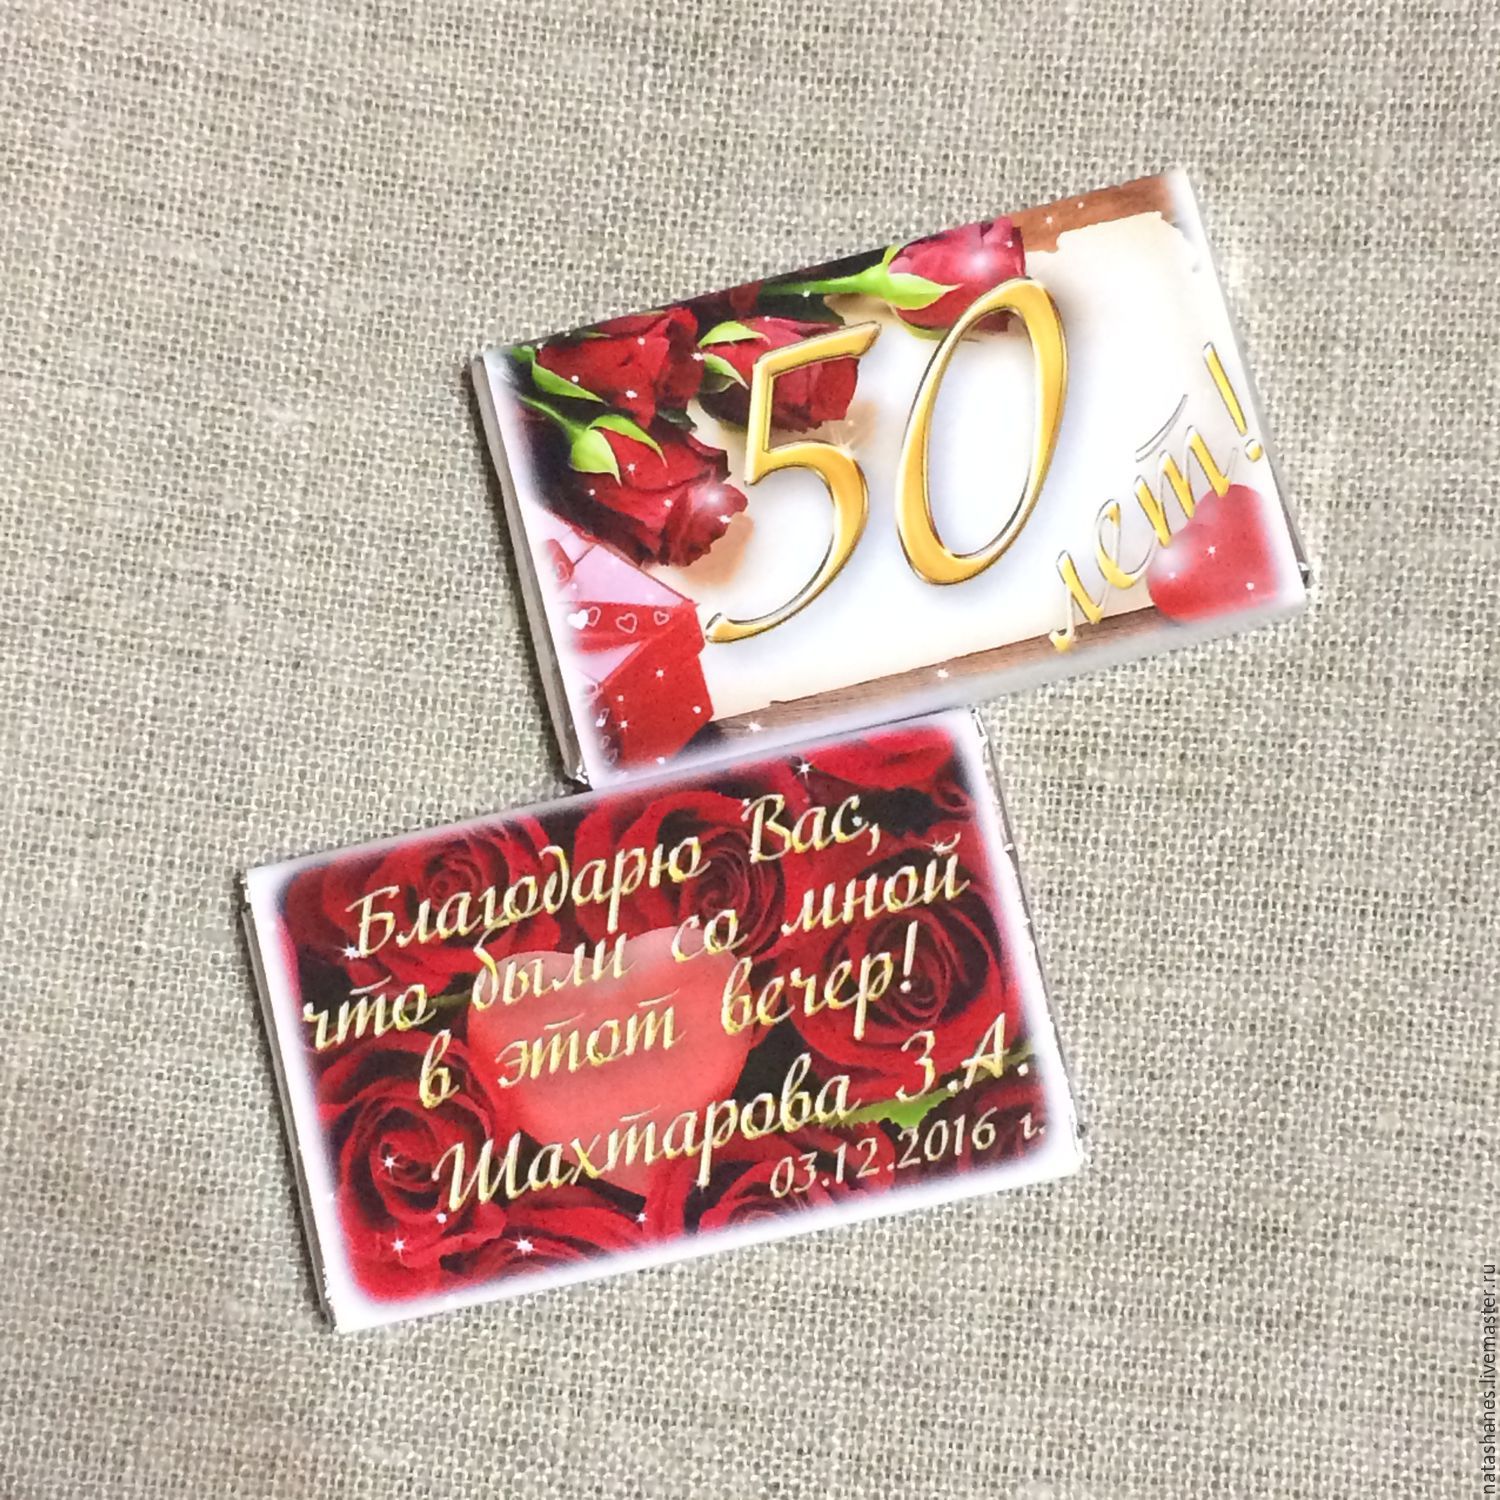 50
лет!
Благодарю Вас,
что были со мной
в этот вечер!
Шахтарова З.А.
03.12.2016 г.
natashanes.livemaster.ru